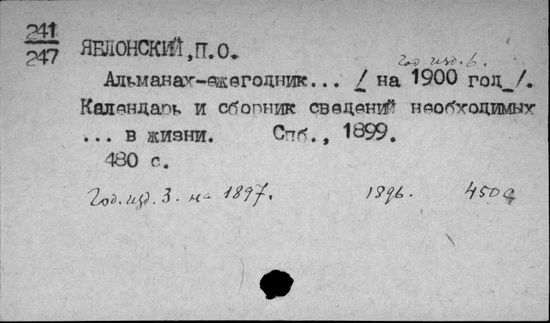 241
247
ЯБЛОНСКИЙ, П.О.
год изд. 6.
Альманах-ежегодник... / на 1900 год_/.
Календарь и сборник сведений необходимых
... в жизни. Спб., 1899.
480 с.
Год. изд. 3. на 1897. 1896. 450 с